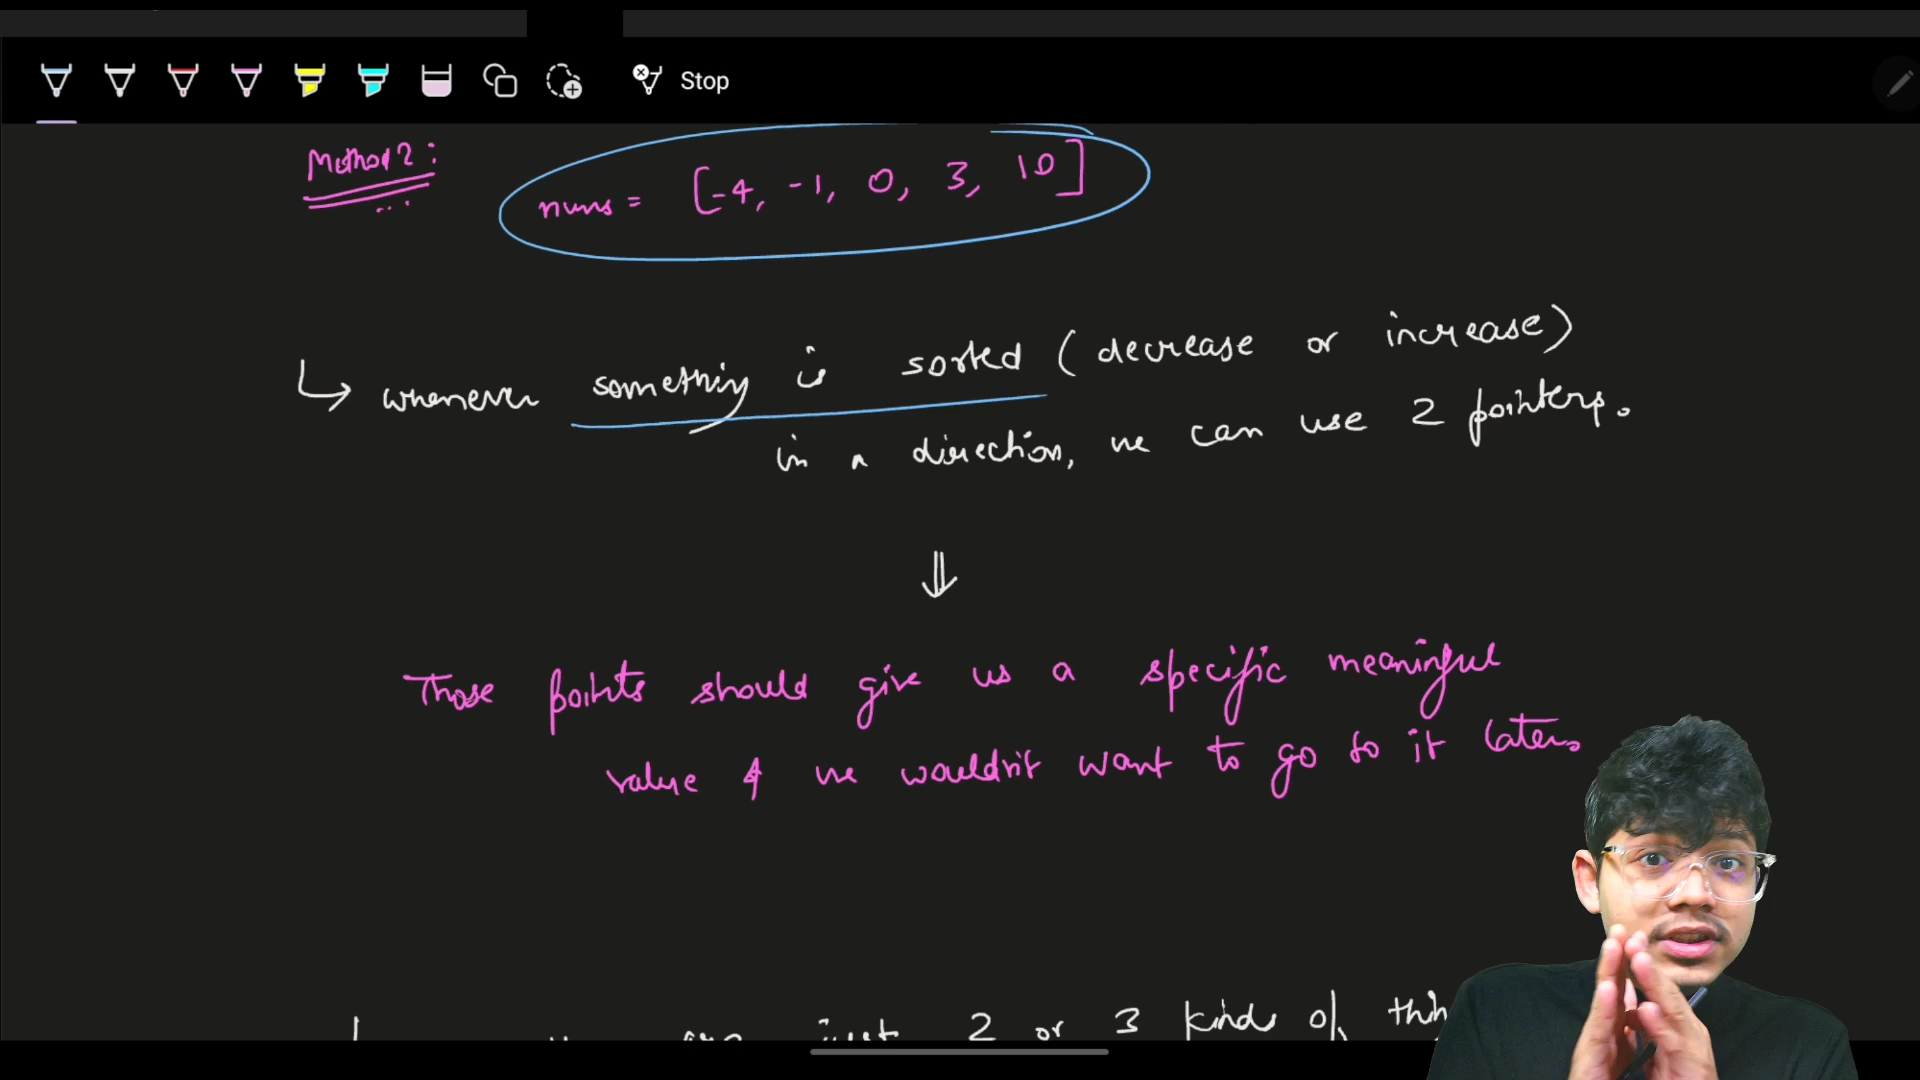 Stop
Method 2:
nums = [-4, -1, 0, 3, 10]
whenever something is sorted (decrease or increase)
in a direction, we can use 2 pointers.
Those points should give us a specific meaningful
value & we wouldn't want to go to it later.
2 or 3 kinds of